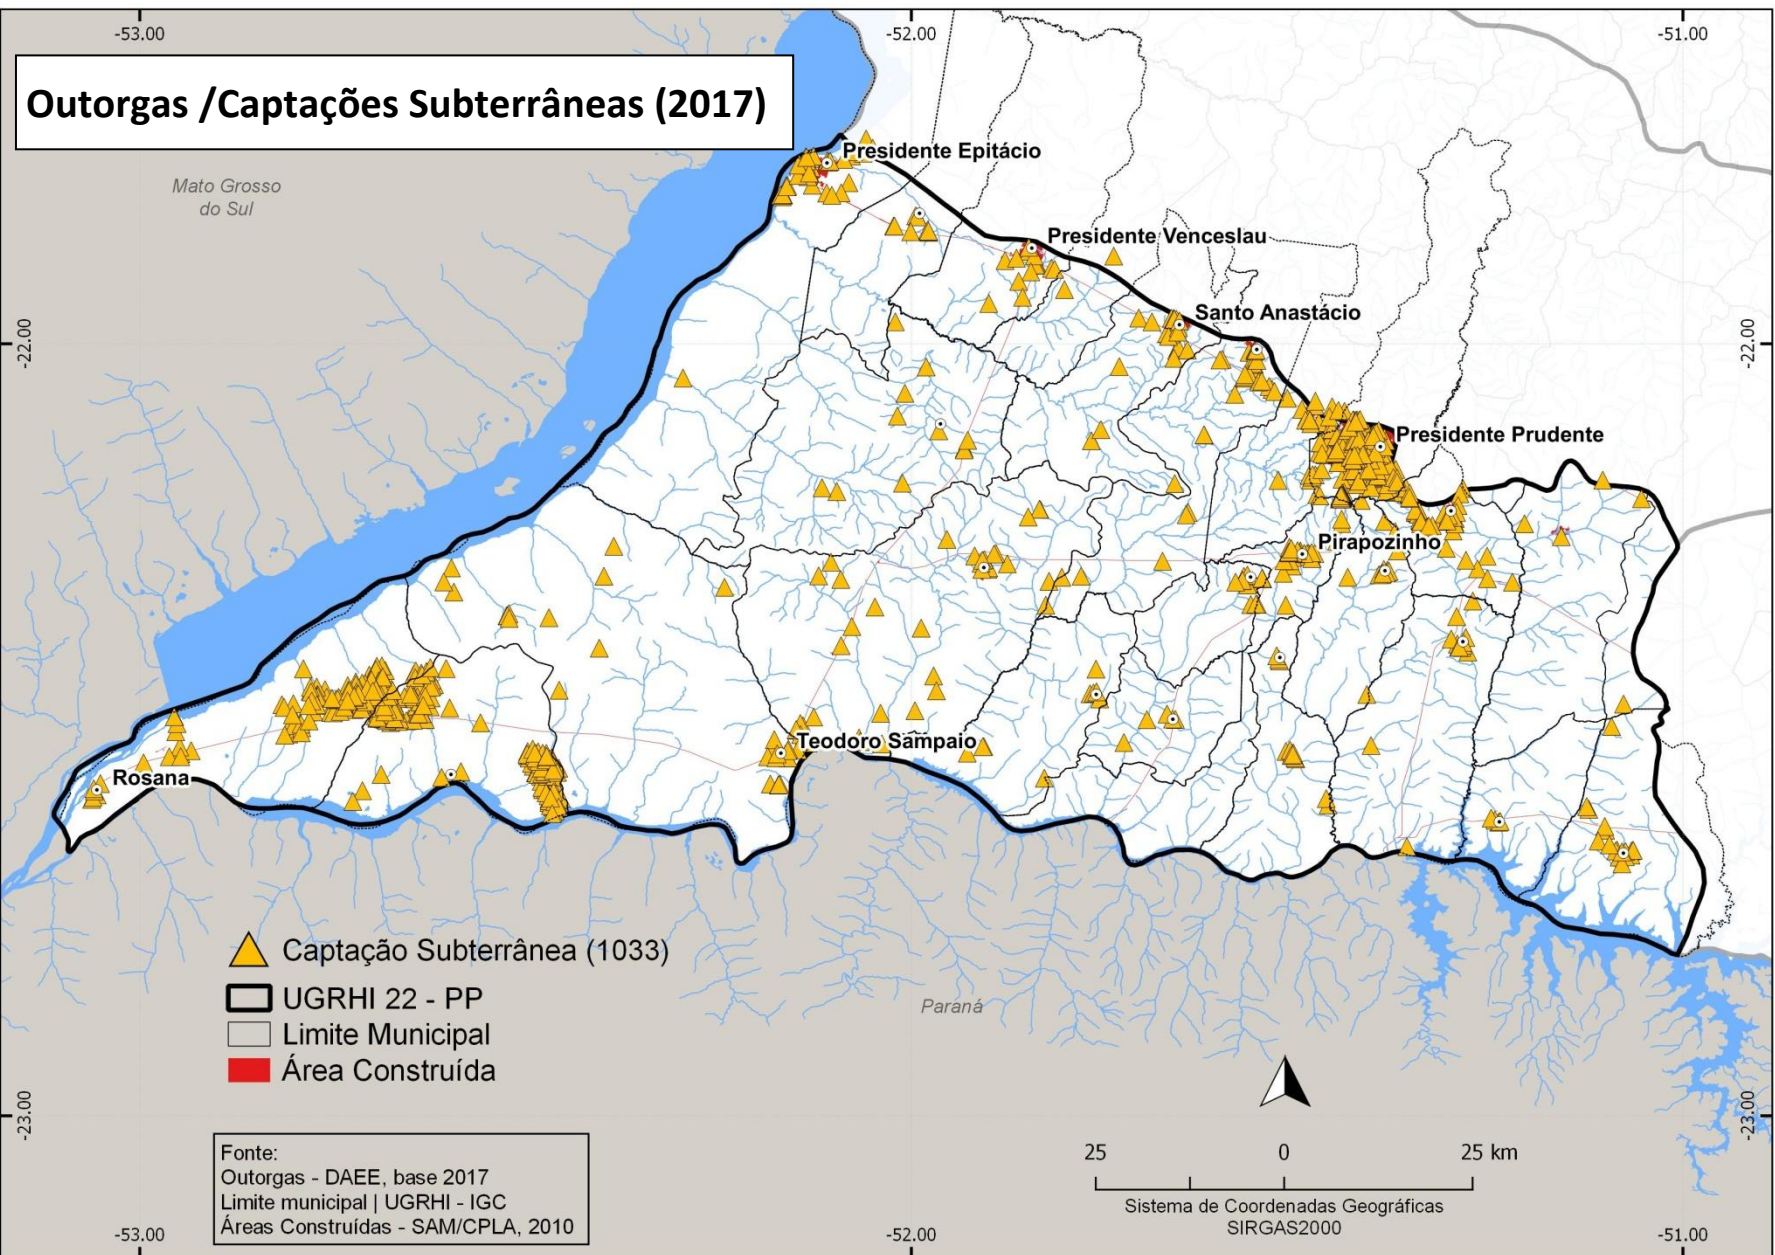 -53.00
-52.00
-51.00
Outorgas /Captações Subterrâneas (2017)
Mato Grosso
do Sul
Presidente Epitácio
Presidente Venceslau
Santo Anastácio
-22.00
-22.00
Presidente Prudente
Pirapozinho
Teodoro Sampaio
Rosana
Captação Subterrânea (1033)
UGRHI 22 - PP
Limite Municipal
Área Construída
Paraná
-23.00
-23.00
Fonte:
Outorgas - DAEE, base 2017
Limite municipal | UGRHI - IGC
Áreas Construídas - SAM/CPLA, 2010
25 0 25 km
Sistema de Coordenadas Geográficas
SIRGAS2000
-53.00
-52.00
-51.00